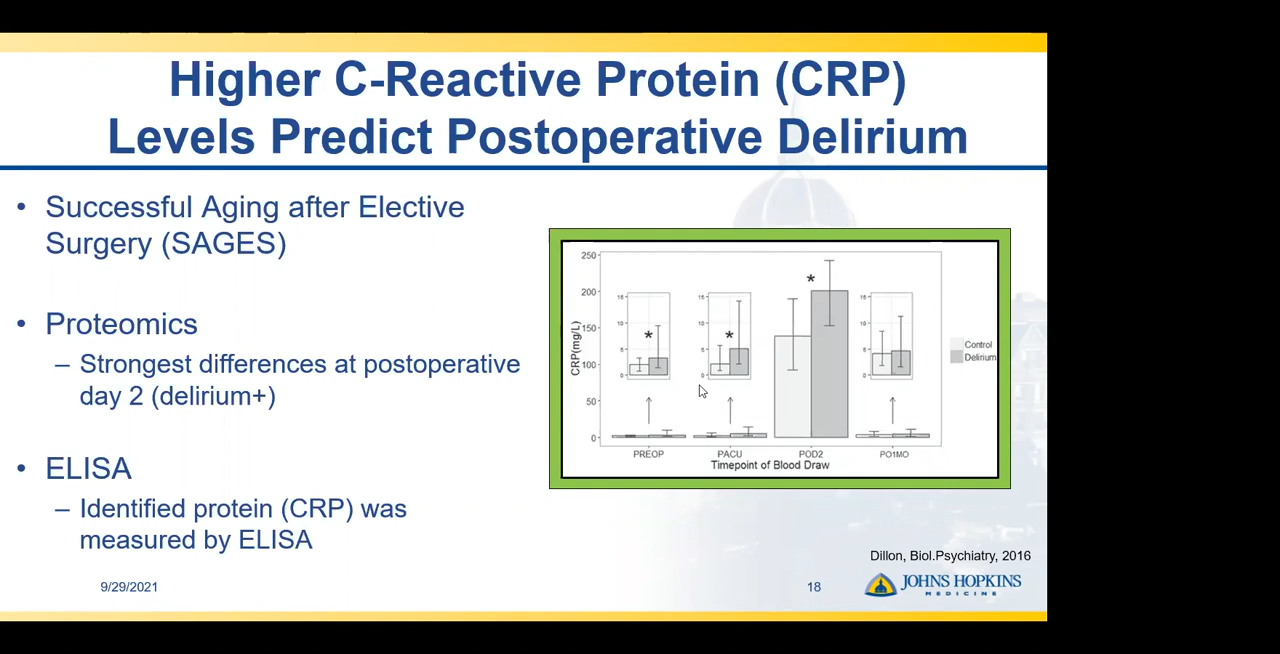 Higher C-Reactive Protein (CRP)
Levels Predict Postoperative Delirium
• Successful Aging after Elective
Surgery (SAGES)
• Proteomics
– Strongest differences at postoperative
day 2 (delirium+)
• ELISA
– Identified protein (CRP) was
measured by ELISA
CRP(mg/L)
250
200
150
100
50
0
15
10
5
0
*
15
10
5
0
*
*
15
10
5
0
Control
Delirium
PREOP
PACU
POD2
PO1MO
Timepoint of Blood Draw
Dillon, Biol.Psychiatry, 2016
9/29/2021
18
JOHNS HOPKINS
MEDICINE